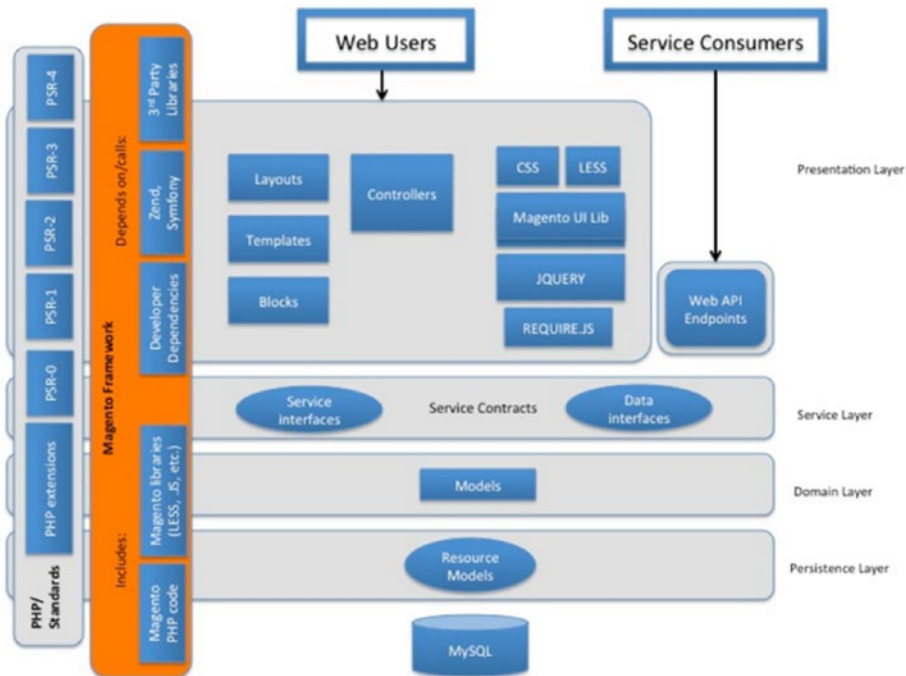 Web Users
Service Consumers
PSR-4
PSR-3
PSR-2
PSR-1
PSR-0
PHP extensions
PHP/
Standards
Magento Framework
Depends on/calls:
3rd Party
Libraries
Zend,
Symfony
Developer
Dependencies
Includes:
Magento libraries
(LESS, JS, etc.)
Magento
PHP code
Layouts
Templates
Blocks
Controllers
CSS
LESS
Magento UI Lib
JQUERY
REQUIRE.JS
Web API
Endpoints
Presentation Layer
Service
interfaces
Service Contracts
Data
interfaces
Service Layer
Models
Domain Layer
Resource
Models
Persistence Layer
MySQL